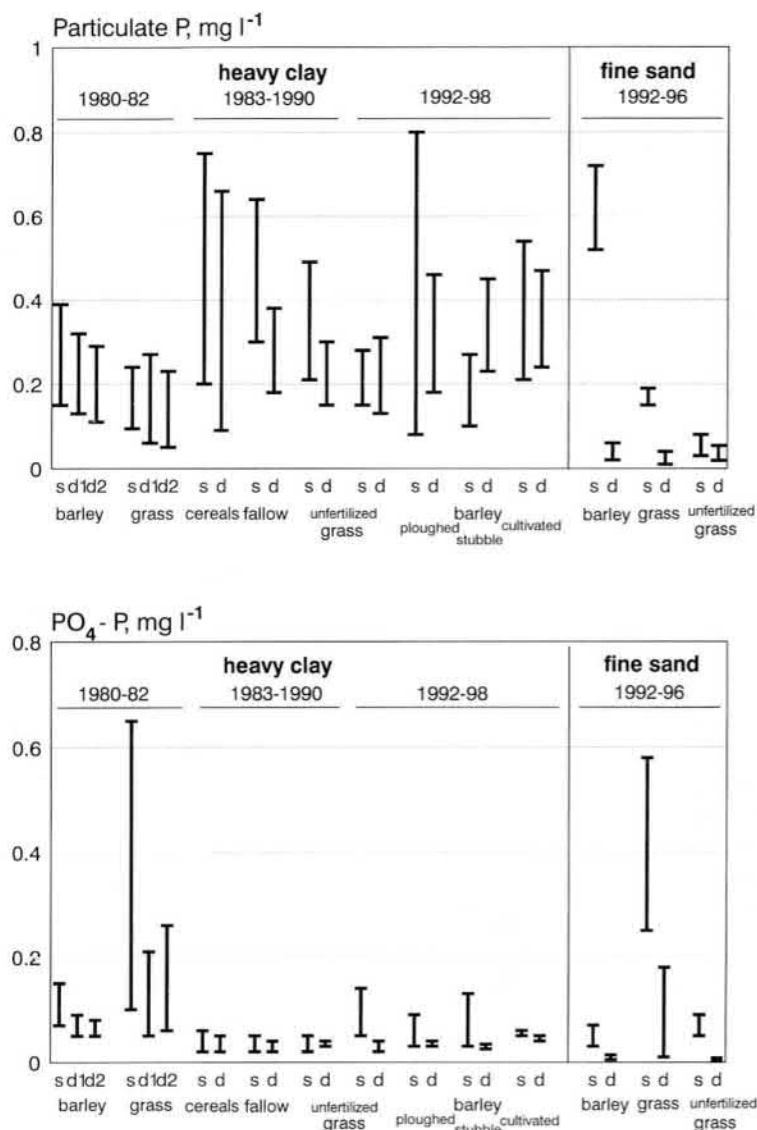 Particulate P, mg l-1
1
heavy clay
fine sand
1980-82
1983-1990
1992-98
1992-96
0.8
0.6
0.4
0.2
0
s d1d2 s d1d2 s d s d s d s d s d s d s d s d s d s d
barley grass cereals fallow unfertilized grass ploughed barley stubble cultivated barley grass unfertilized grass
PO4 - P, mg l-1
0.8
heavy clay
fine sand
1980-82
1983-1990
1992-98
1992-96
0.6
0.4
0.2
0
s d1d2 s d1d2 s d s d s d s d s d s d s d s d s d s d
barley grass cereals fallow unfertilized grass ploughed barley stubble cultivated barley grass unfertilized grass